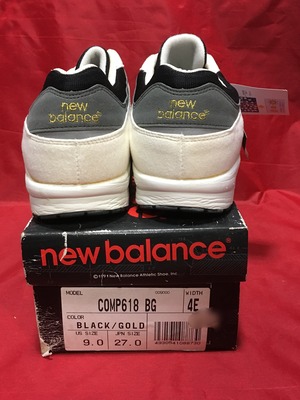 new
balance
new
balance
new balance
MODEL
WIDTH
COMP618 BG
4E
COLOR
BLACK/GOLD
US SIZE
JP SIZE
9.0
27.0